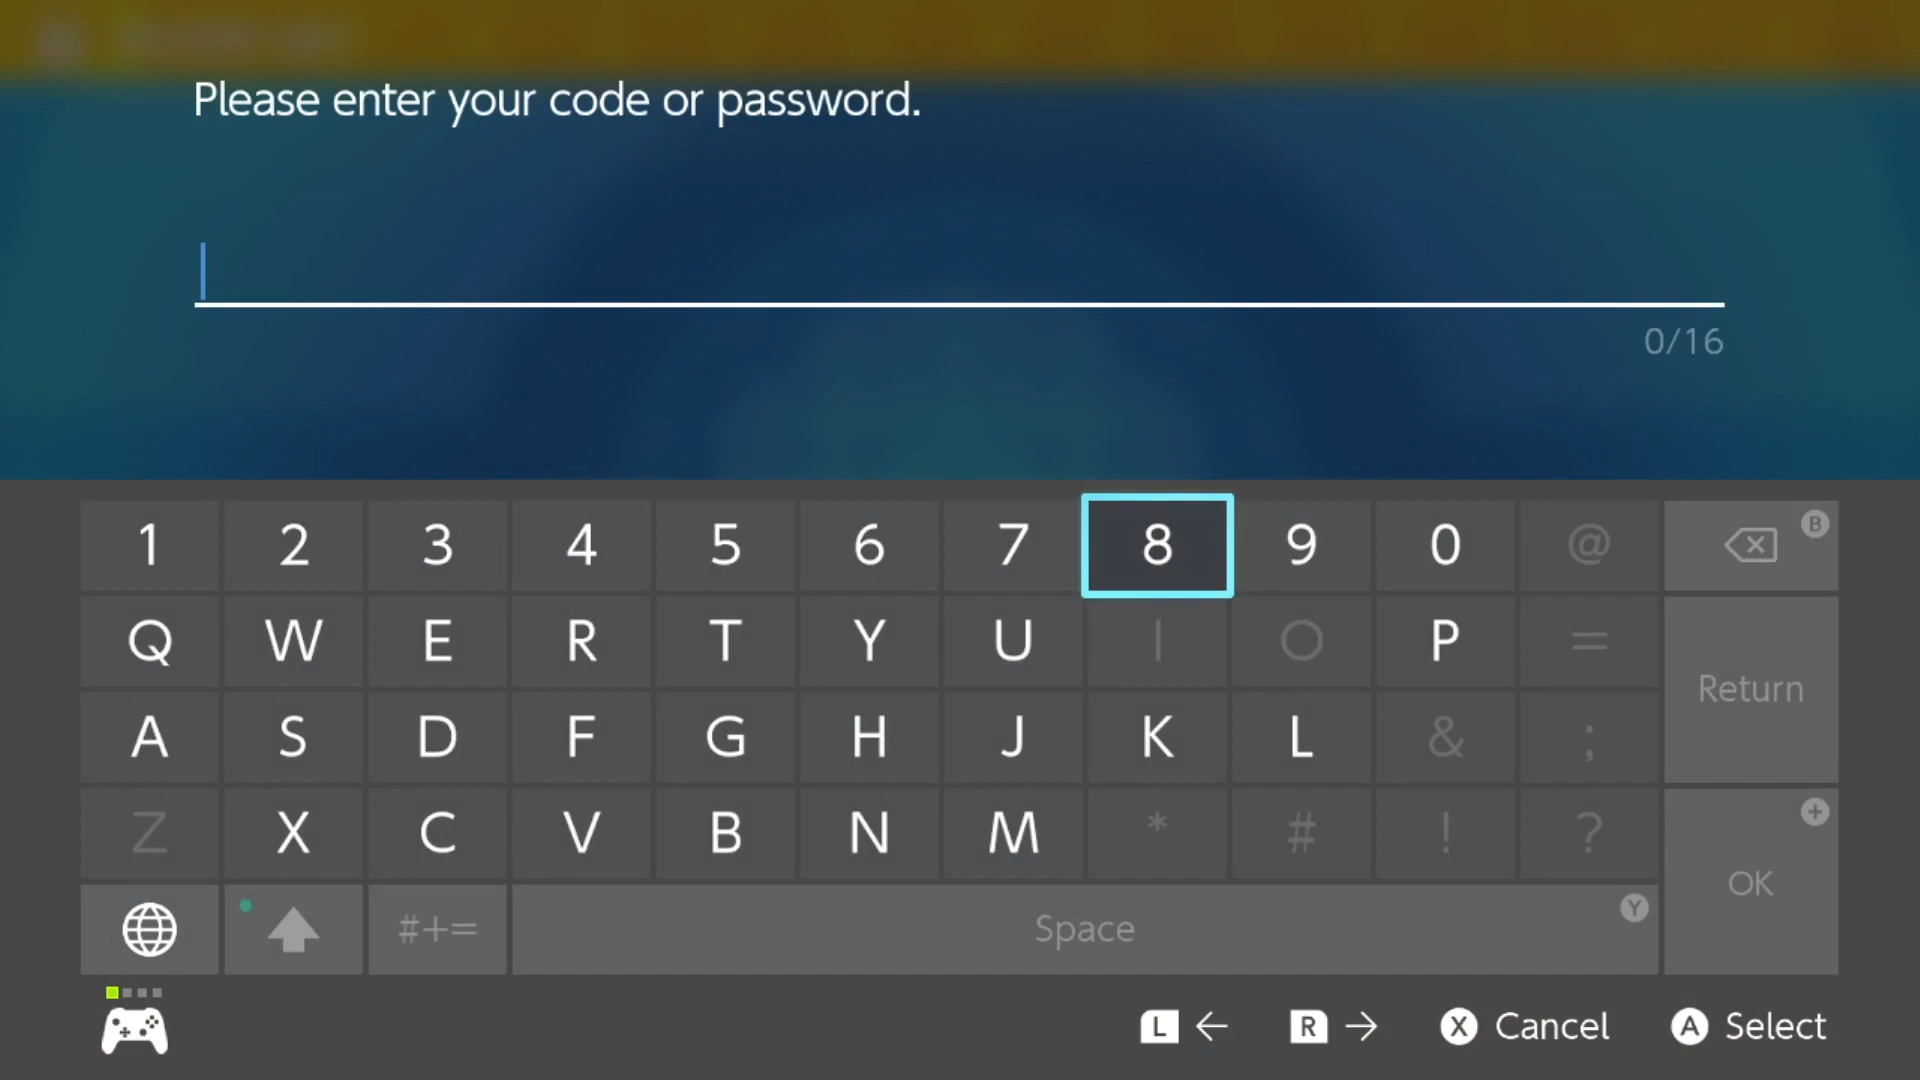 Please enter your code or password.
0/16
1 2 3 4 5 6 7 8 9 0 @ B
Q W E R T Y U I O P =
Return
A S D F G H J K L & ;
Z X C V B N M * # ! ? +
OK
#+= Space Y
L ← R → X Cancel A Select